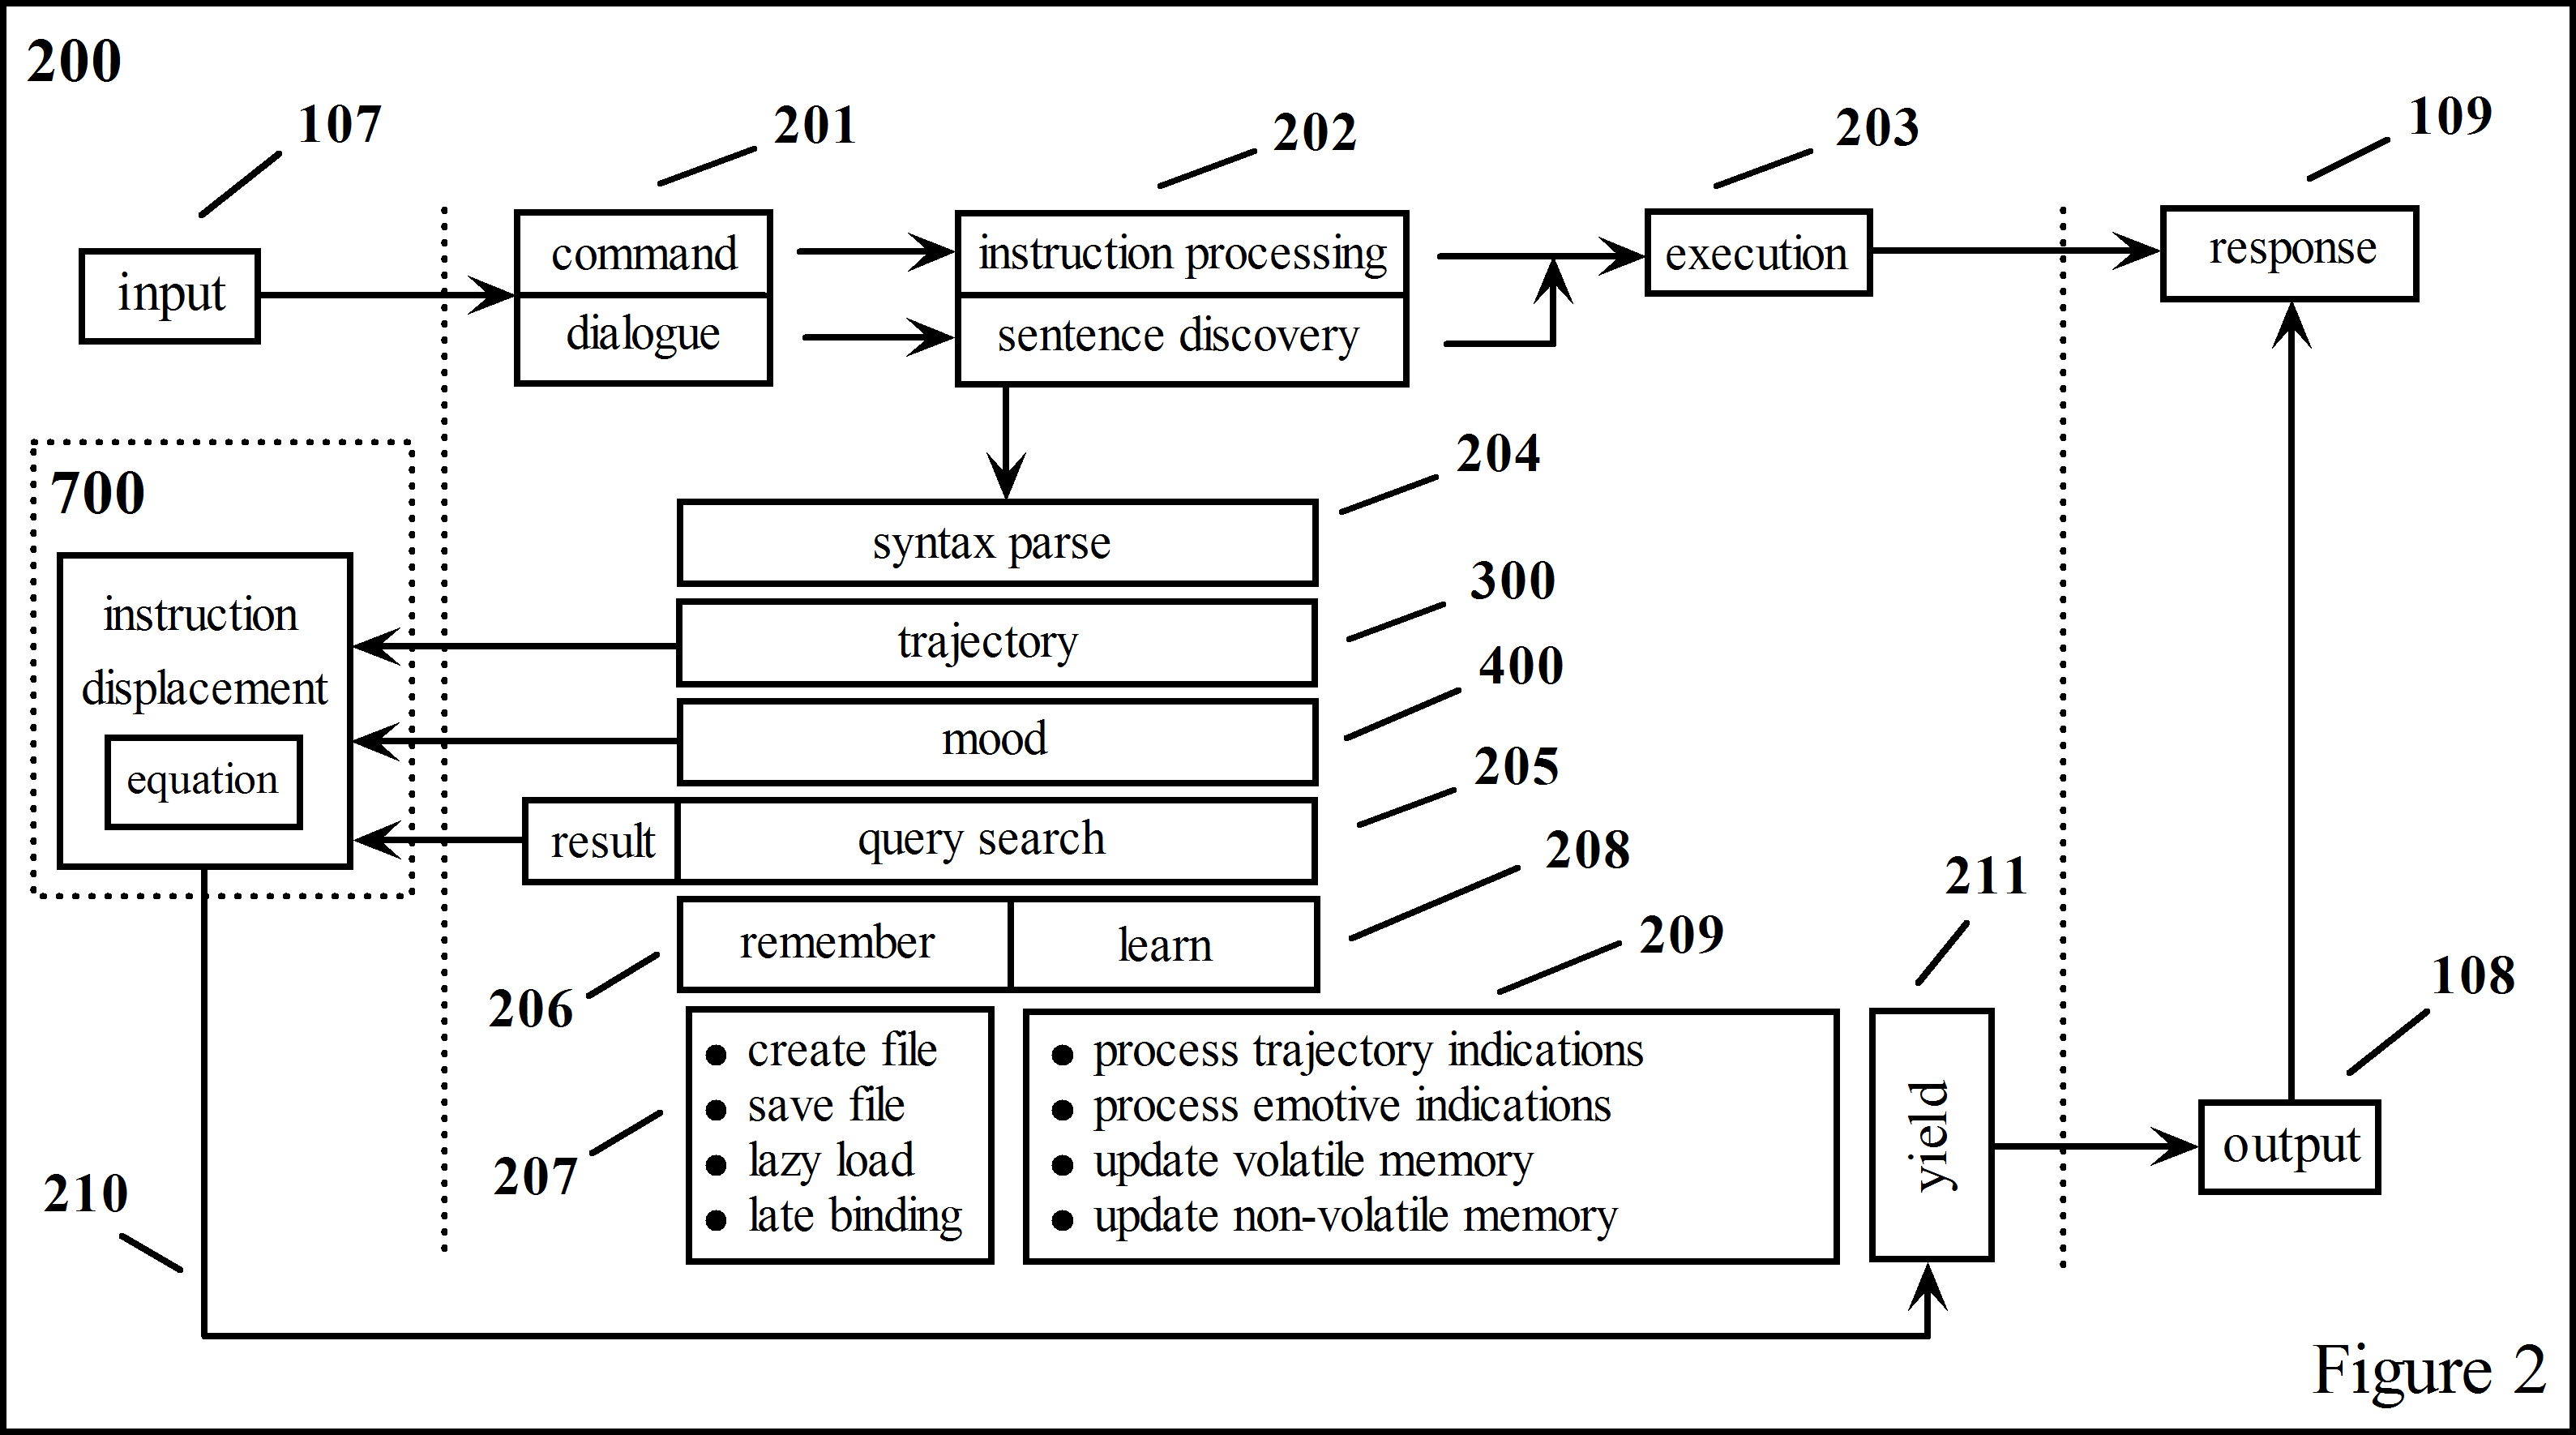 200
107
201
202
203
109
input
command
dialogue
instruction processing
sentence discovery
execution
response
700
instruction
displacement
equation
204
syntax parse
300
trajectory
400
mood
205
result
query search
208
remember
learn
206
209
211
207
• create file
• save file
• lazy load
• late binding
• process trajectory indications
• process emotive indications
• update volatile memory
• update non-volatile memory
yield
108
output
210
Figure 2